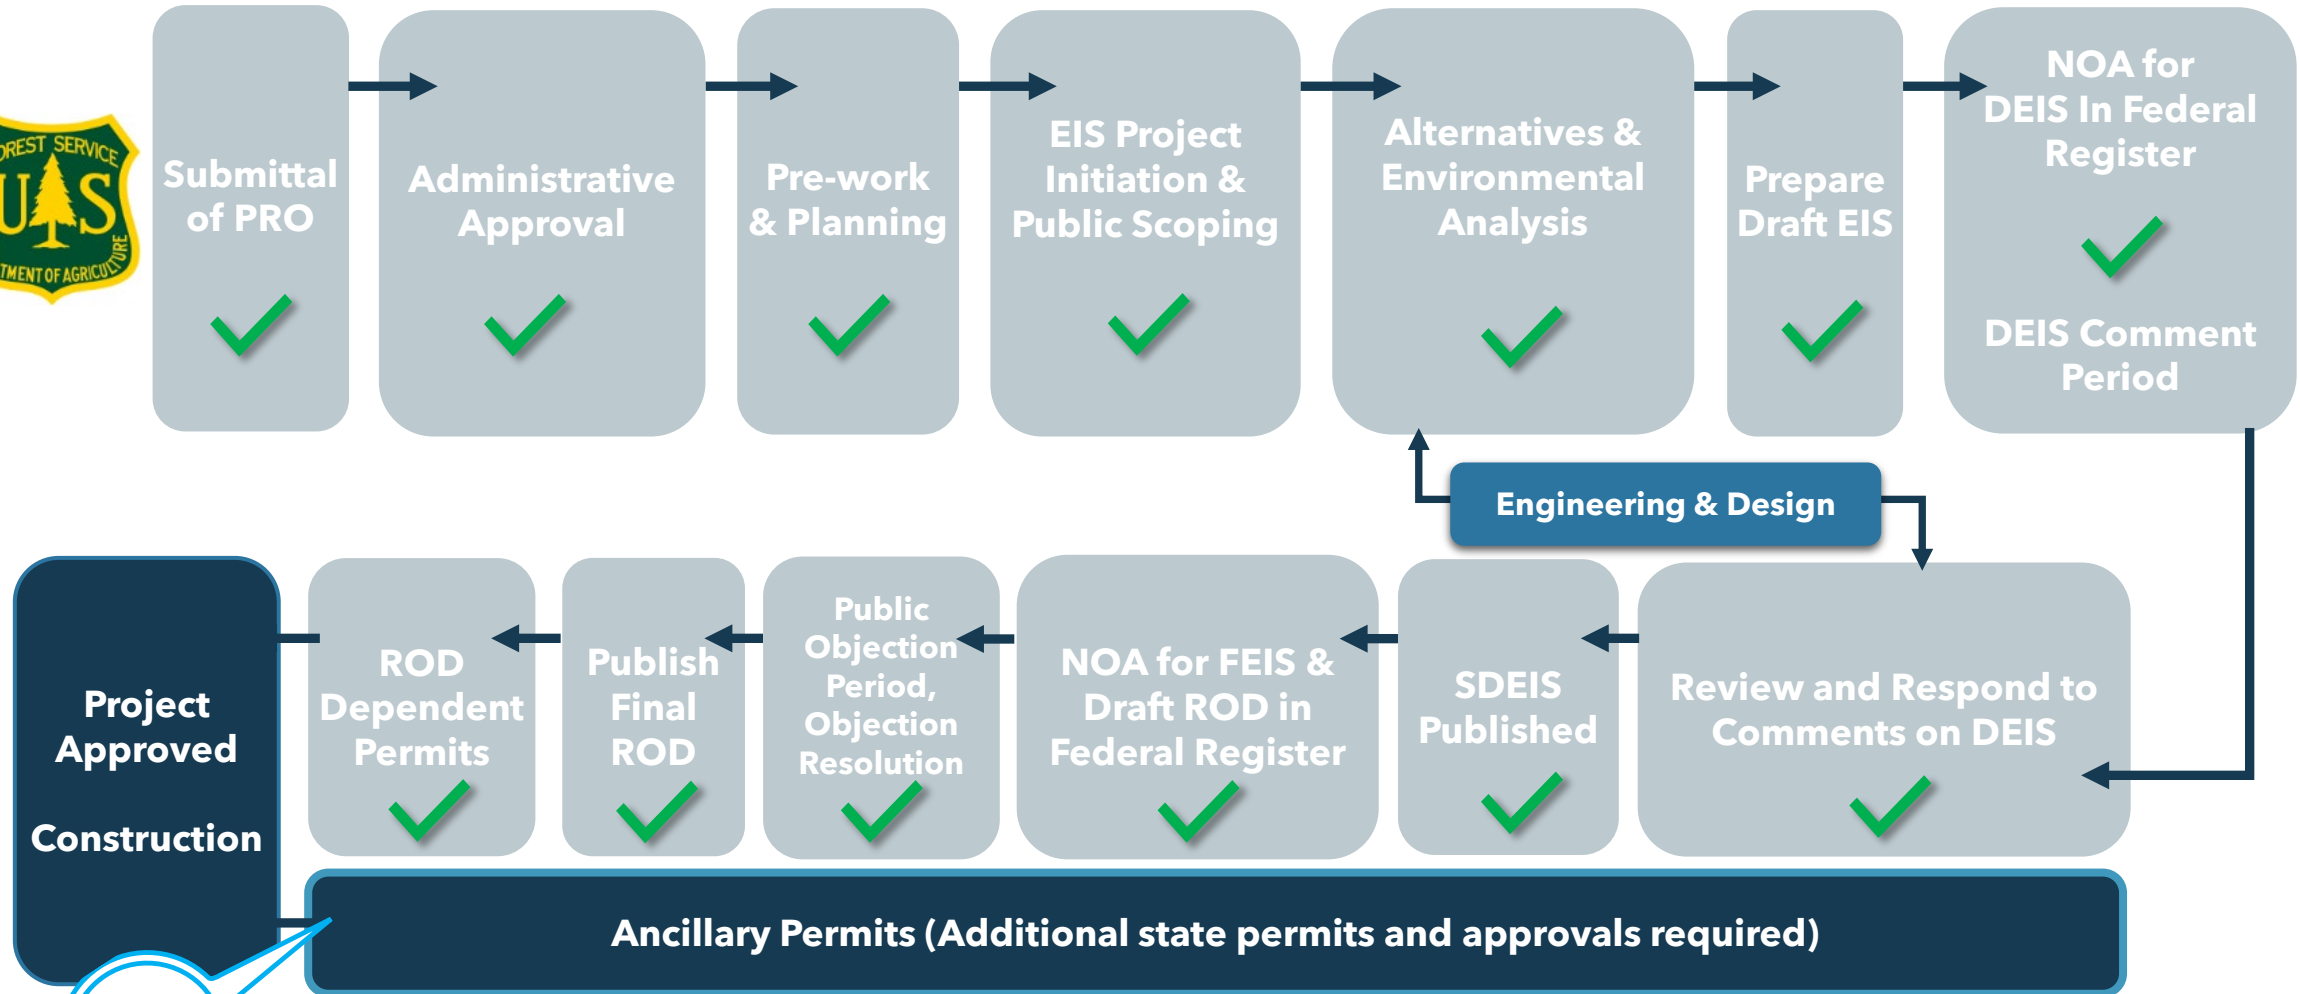 OREST SERVICE
U S
TMENT OF AGRICULTURE
Submittal
of PRO
Administrative
Approval
Pre-work
& Planning
EIS Project
Initiation &
Public Scoping
Alternatives &
Environmental
Analysis
Prepare
Draft EIS
NOA for
DEIS In Federal
Register
DEIS Comment
Period
Engineering & Design
Project
Approved
Construction
ROD
Dependent
Permits
Publish
Final
ROD
Public
Objection
Period,
Objection
Resolution
NOA for FEIS &
Draft ROD in
Federal Register
SDEIS
Published
Review and Respond to
Comments on DEIS
Ancillary Permits (Additional state permits and approvals required)